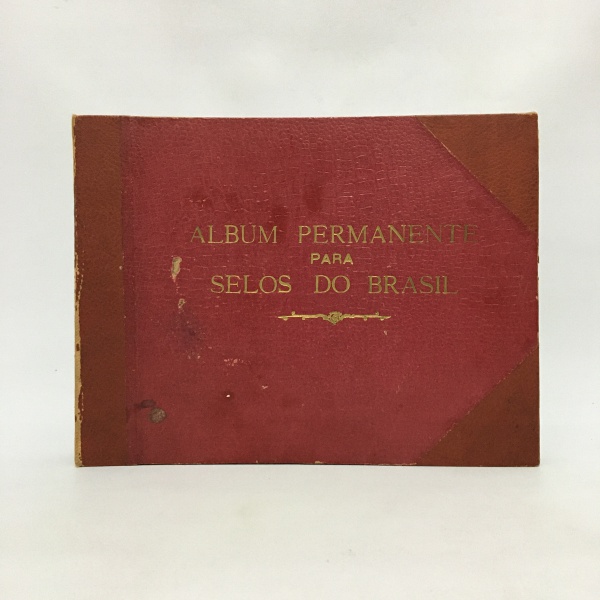 ALBUM PERMANENTE
PARA
SELOS DO BRASIL